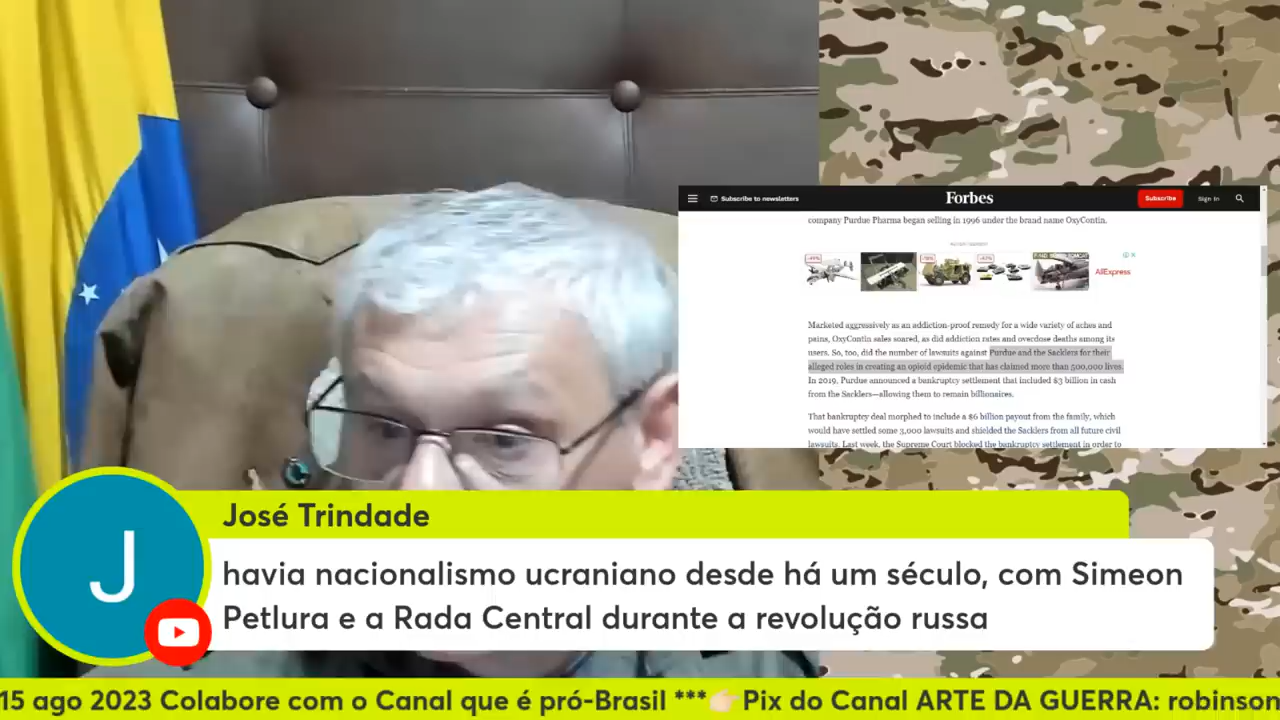 Subscribe to newsletters
Forbes
Subscribe
Sign In
company Purdue Pharma began selling in 1996 under the brand name OxyContin.
AliExpress
Marketed aggressively as an addiction-proof remedy for a wide variety of aches and
pains, OxyContin sales soared, as did addiction rates and overdose deaths among its
users. So, too, did the number of lawsuits against Purdue and the Sacklers for their
alleged roles in creating an opioid epidemic that has claimed more than 500,000 lives.
In 2019, Purdue announced a bankruptcy settlement that included $3 billion in cash
from the Sacklers—allowing them to remain billionaires.
That bankruptcy deal morphed to include a $6 billion payout from the family, which
would have settled some 3,000 lawsuits and shielded the Sacklers from all future civil
lawsuits. Last week, the Supreme Court blocked the bankruptcy settlement in order to
J
José Trindade
havia nacionalismo ucraniano desde há um século, com Simeon
Petlura e a Rada Central durante a revolução russa
15 ago 2023 Colabore com o Canal que é pró-Brasil ***👉🏻Pix do Canal ARTE DA GUERRA: robinson